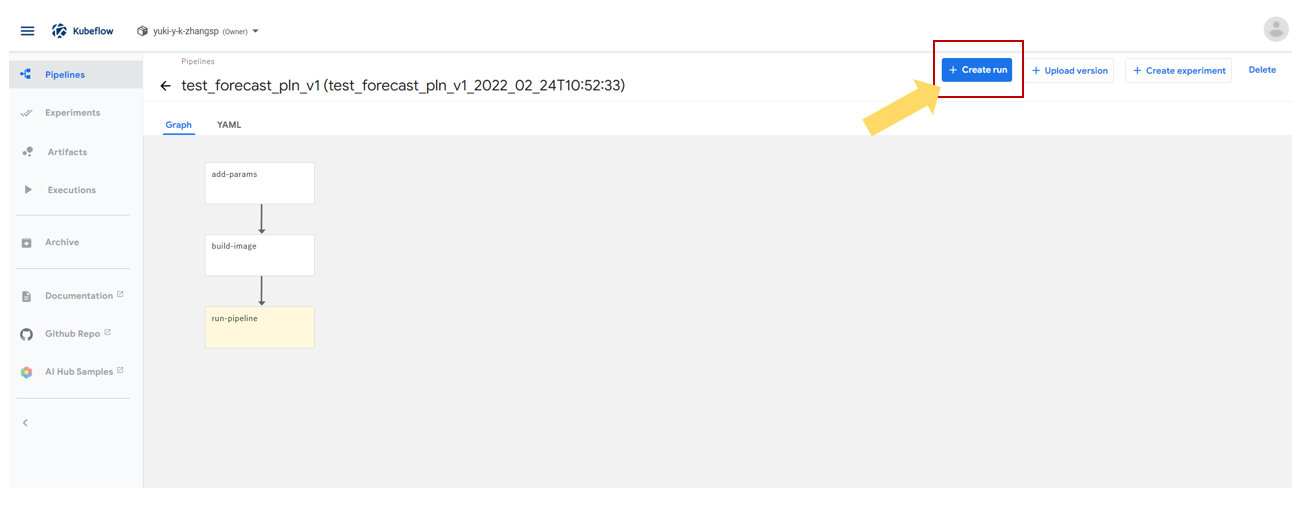 Kubeflow
yuki-y-k-zhangsp (Owner)
Pipelines
Experiments
Artifacts
Executions
Archive
Documentation
Github Repo
AI Hub Samples
Pipelines
test_forecast_pln_v1 (test_forecast_pln_v1_2022_02_24T10:52:33)
+ Create run
+ Upload version
+ Create experiment
Delete
Graph
YAML
add-params
build-image
run-pipeline